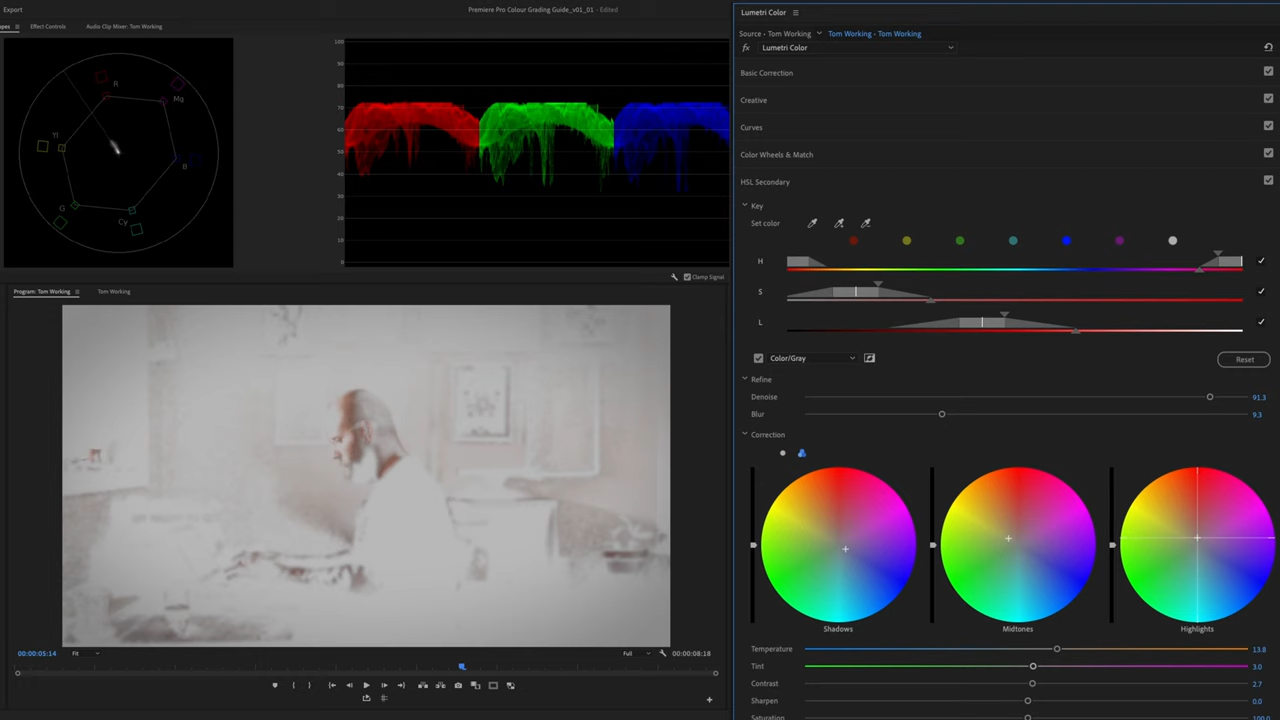 Export
Premiere Pro Colour Grading Guide_v01_01 - Edited
Effect Controls
Audio Clip Mixer: Tom Working
R
Mg
Yl
B
G
Cy
100
90
80
70
60
50
40
30
20
10
0
Clamp Signal
Program: Tom Working
Tom Working
00:00:05:14
Fit
Full
00:00:08:18
Lumetri Color
Source - Tom Working
Tom Working - Tom Working
fx
Lumetri Color
Basic Correction
Creative
Curves
Color Wheels & Match
HSL Secondary
Key
Set color
H
S
L
Color/Gray
Reset
Refine
Denoise
91.3
Blur
9.3
Correction
Shadows
Midtones
Highlights
Temperature
13.8
Tint
3.0
Contrast
2.7
Sharpen
0.0
Saturation
100.0